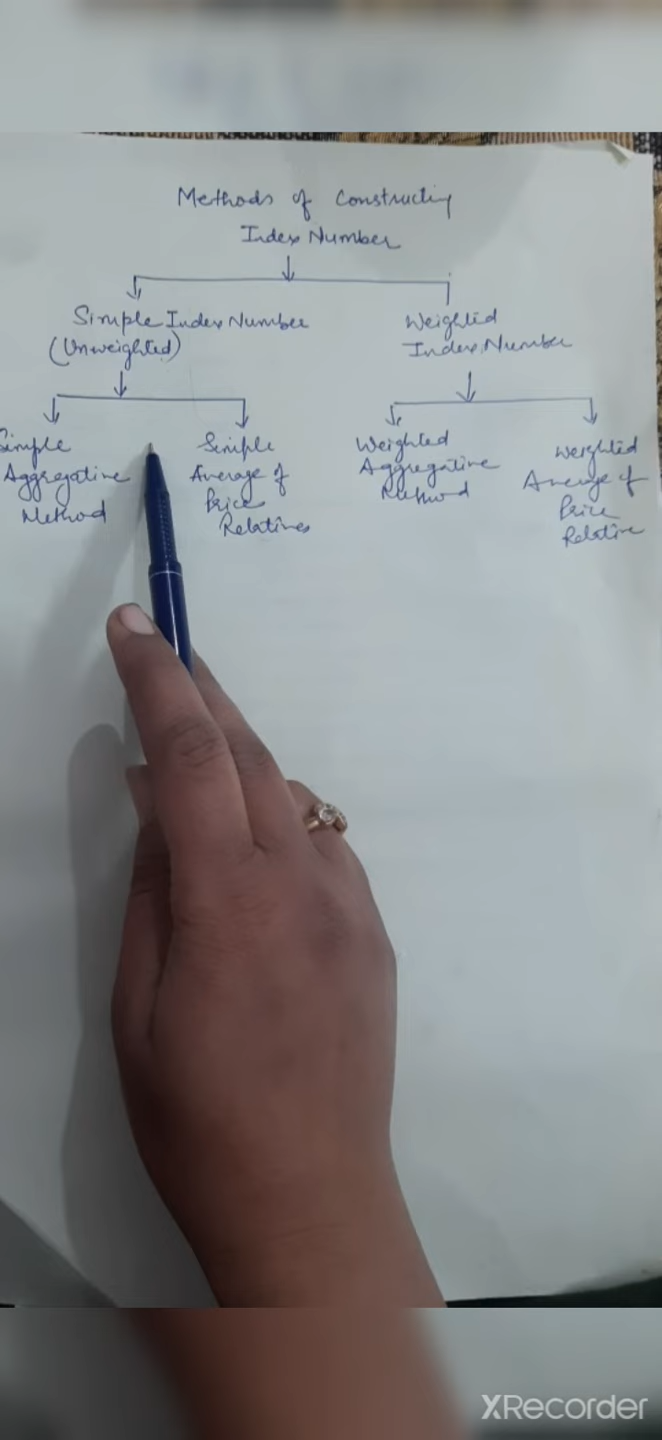 Methods of Constructing
Index Number
Simple Index Number
(Unweighted)
Weighted
Index Number
Simple
Aggregative
Method
Simple
Average of
Price
Relatives
Weighted
Aggregative
Method
Weighted
Average of
Price
Relative
XRecorder